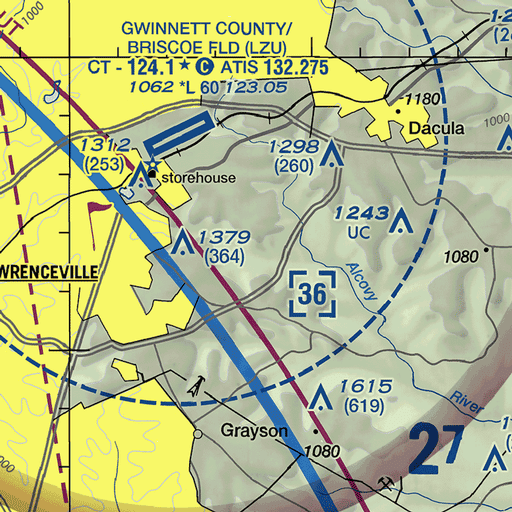 1000
GWINNETT COUNTY/
BRISCOE FLD (LZU)
CT - 124.1 * C ATIS 132.275
1062 *L 60 123.05
1180
Dacula
1000
1312
(253)
storehouse
1298
(260)
1243
UC
1379
(364)
1080
WRENCEVILLE
36
Alcovy
1615
(619)
River
Grayson
1080
27